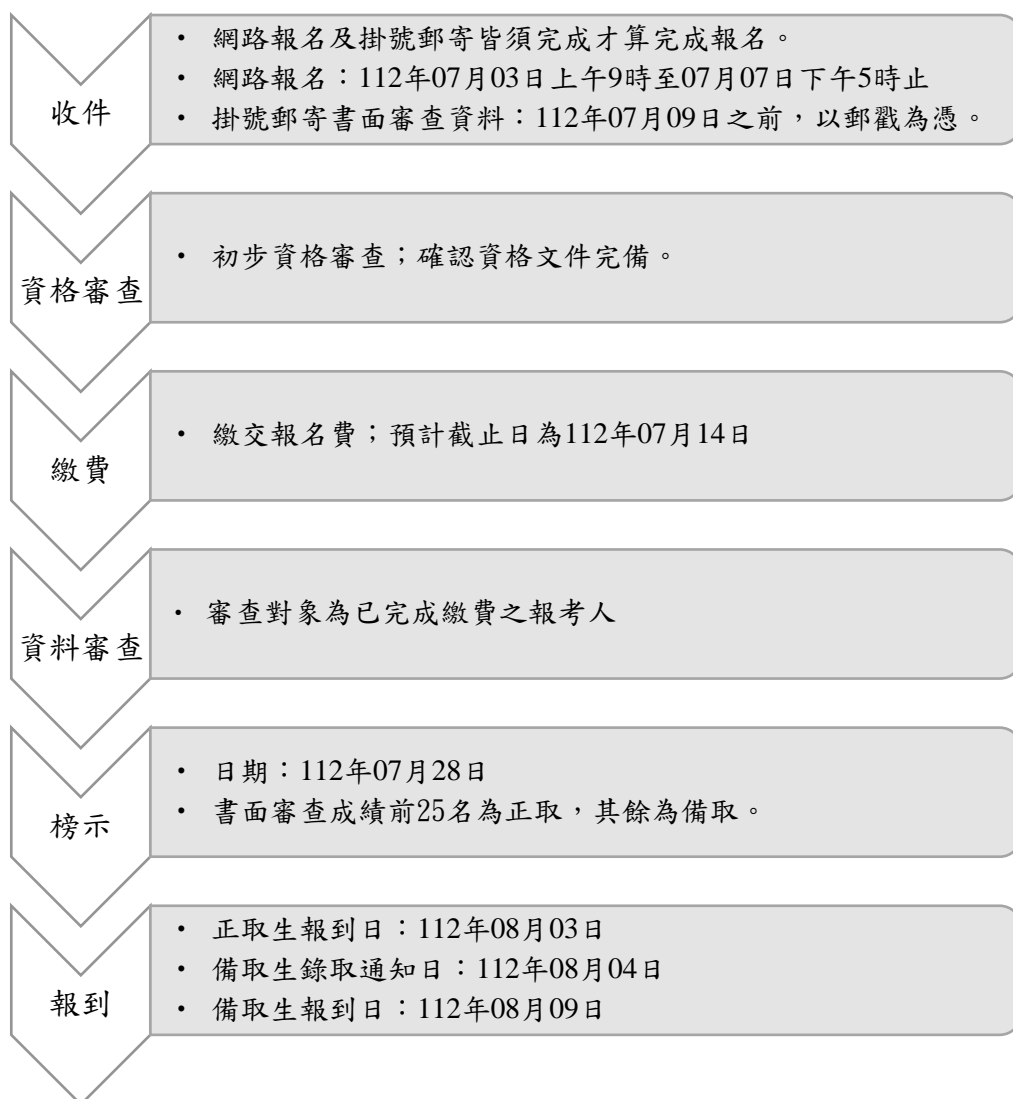 收件
• 網路報名及掛號郵寄皆須完成才算完成報名。
• 網路報名：112年07月03日上午9時至07月07日下午5時止
• 掛號郵寄書面審查資料：112年07月09日之前，以郵戳為憑。
資格審查
• 初步資格審查；確認資格文件完備。
繳費
• 繳交報名費；預計截止日為112年07月14日
資料審查
• 審查對象為已完成繳費之報考人
榜示
• 日期：112年07月28日
• 書面審查成績前25名為正取，其餘為備取。
報到
• 正取生報到日：112年08月03日
• 備取生錄取通知日：112年08月04日
• 備取生報到日：112年08月09日